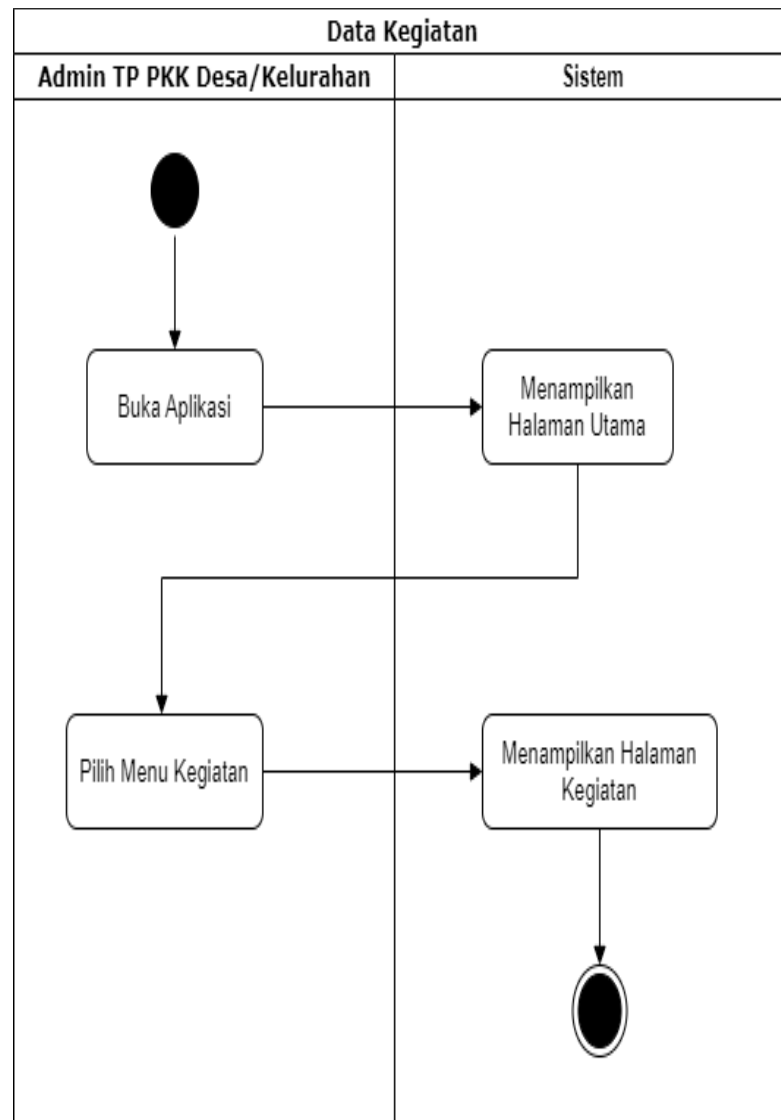 Data Kegiatan
Admin TP PKK Desa/Kelurahan
Sistem
Buka Aplikasi
Menampilkan
Halaman Utama
Pilih Menu Kegiatan
Menampilkan Halaman
Kegiatan